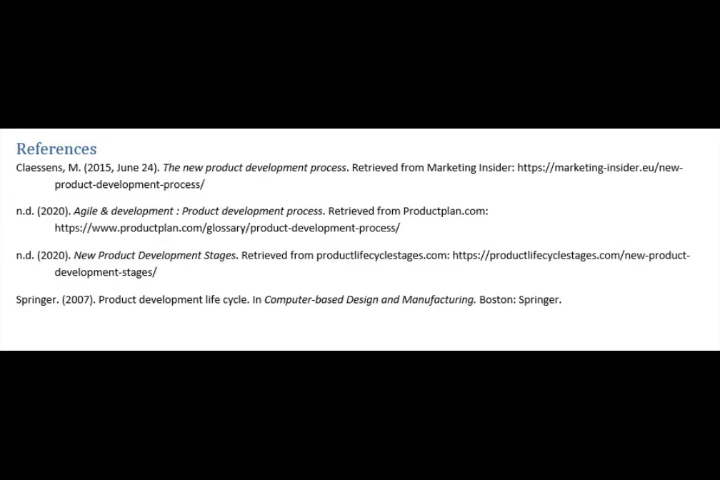 References
Claessens, M. (2015, June 24). The new product development process. Retrieved from Marketing Insider: https://marketing-insider.eu/new-
product-development-process/
n.d. (2020). Agile & development : Product development process. Retrieved from Productplan.com:
https://www.productplan.com/glossary/product-development-process/
n.d. (2020). New Product Development Stages. Retrieved from productlifecyclestages.com: https://productlifecyclestages.com/new-product-
development-stages/
Springer. (2007). Product development life cycle. In Computer-based Design and Manufacturing. Boston: Springer.